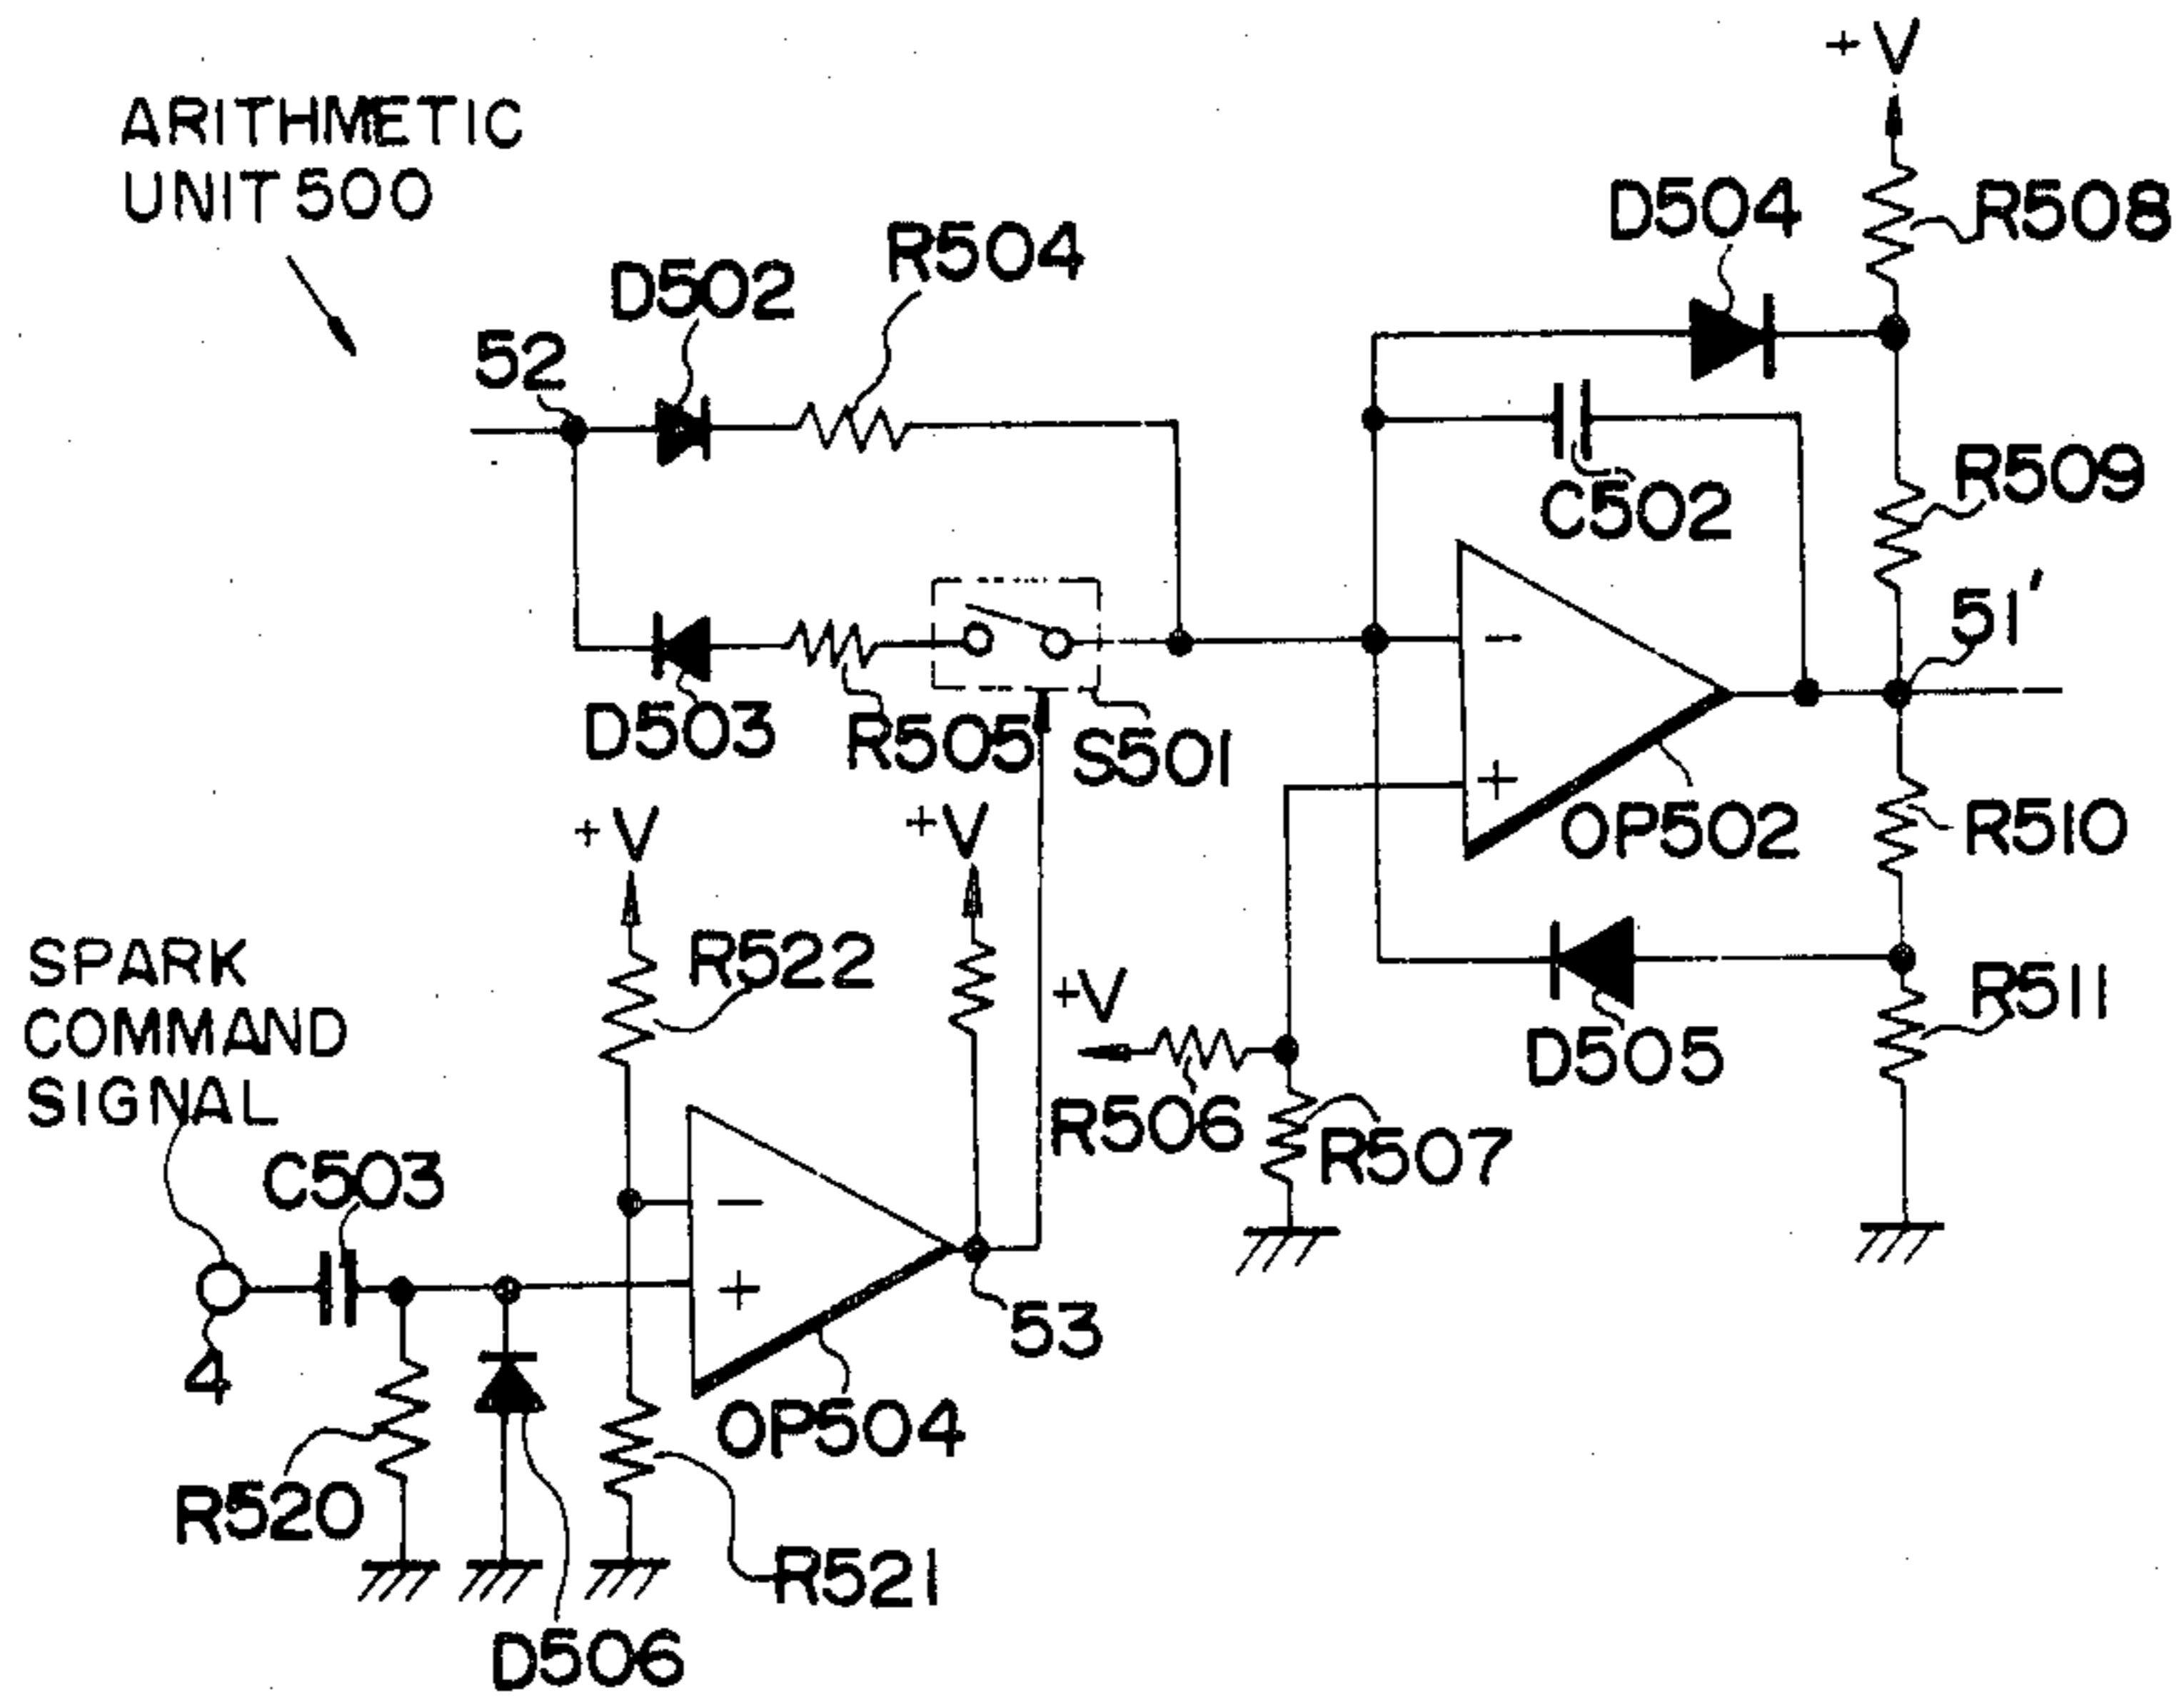 ARITHMETIC
UNIT 500
52
D502
R504
D503
R505
S501
+V
D504
R508
C502
R509
51'
OP502
R510
D505
R511
+V
+V
R522
+V
R506
R507
SPARK
COMMAND
SIGNAL
C503
4
R520
D506
R521
OP504
53
-
+
-
+